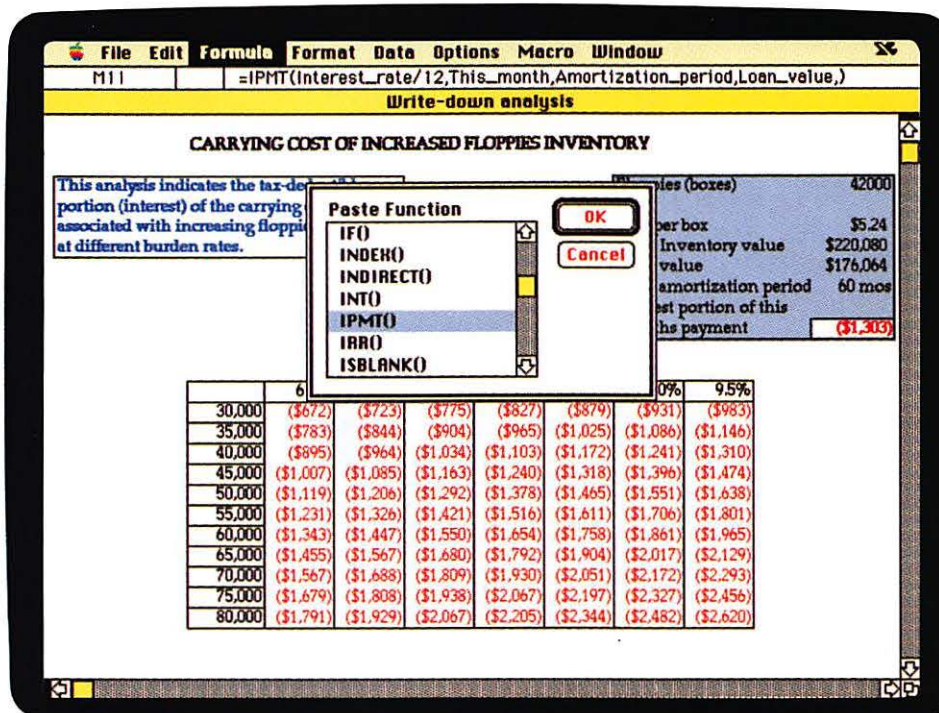 File Edit Formula Format Data Options Macro Window
M11 =IPMT(Interest_rate/12,This_month,Amortization_period,Loan_value,)
Write-down analysis
CARRYING COST OF INCREASED FLOPPIES INVENTORY
This analysis indicates the
portion (interest) of the carrying
associated with increasing
at different burden rates.
Paste Function
IF()
INDEX()
INDIRECT()
INT()
IPMT()
IRR()
ISBLANK()
OK
Cancel
(boxes) 42000
per box $5.24
Inventory value $220,080
value $176,064
amortization period 60 mos
portion of this
payment ($1,303)
6 0% 9.5%
30,000 ($672) ($723) ($775) ($827) ($879) ($931) ($983)
35,000 ($783) ($844) ($904) ($965) ($1,025) ($1,086) ($1,146)
40,000 ($895) ($964) ($1,034) ($1,103) ($1,172) ($1,241) ($1,310)
45,000 ($1,007) ($1,085) ($1,163) ($1,240) ($1,318) ($1,396) ($1,474)
50,000 ($1,119) ($1,206) ($1,292) ($1,378) ($1,465) ($1,551) ($1,638)
55,000 ($1,231) ($1,326) ($1,421) ($1,516) ($1,611) ($1,706) ($1,801)
60,000 ($1,343) ($1,447) ($1,550) ($1,654) ($1,758) ($1,861) ($1,965)
65,000 ($1,455) ($1,567) ($1,680) ($1,792) ($1,904) ($2,017) ($2,129)
70,000 ($1,567) ($1,688) ($1,809) ($1,930) ($2,051) ($2,172) ($2,293)
75,000 ($1,679) ($1,808) ($1,938) ($2,067) ($2,197) ($2,327) ($2,456)
80,000 ($1,791) ($1,929) ($2,067) ($2,205) ($2,344) ($2,482) ($2,620)